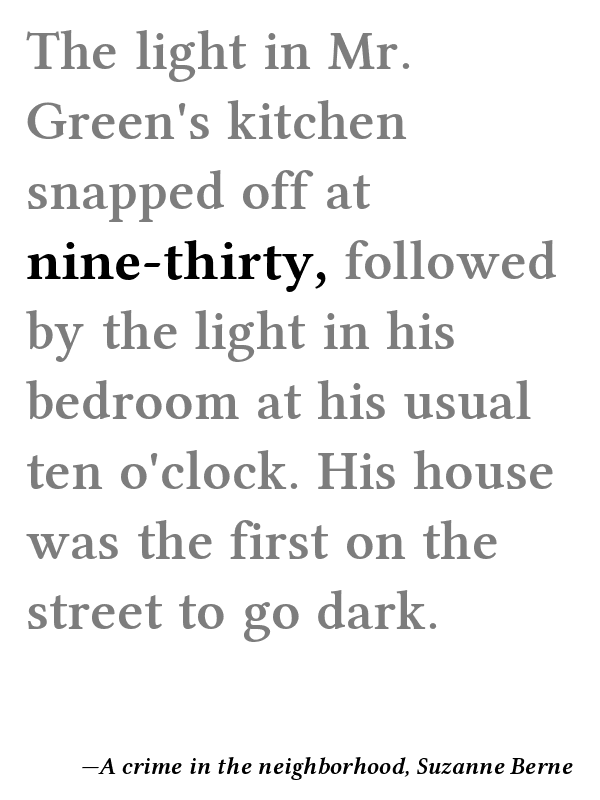 The light in Mr.
Green's kitchen
snapped off at
nine-thirty, followed
by the light in his
bedroom at his usual
ten o'clock. His house
was the first on the
street to go dark.
—A crime in the neighborhood, Suzanne Berne